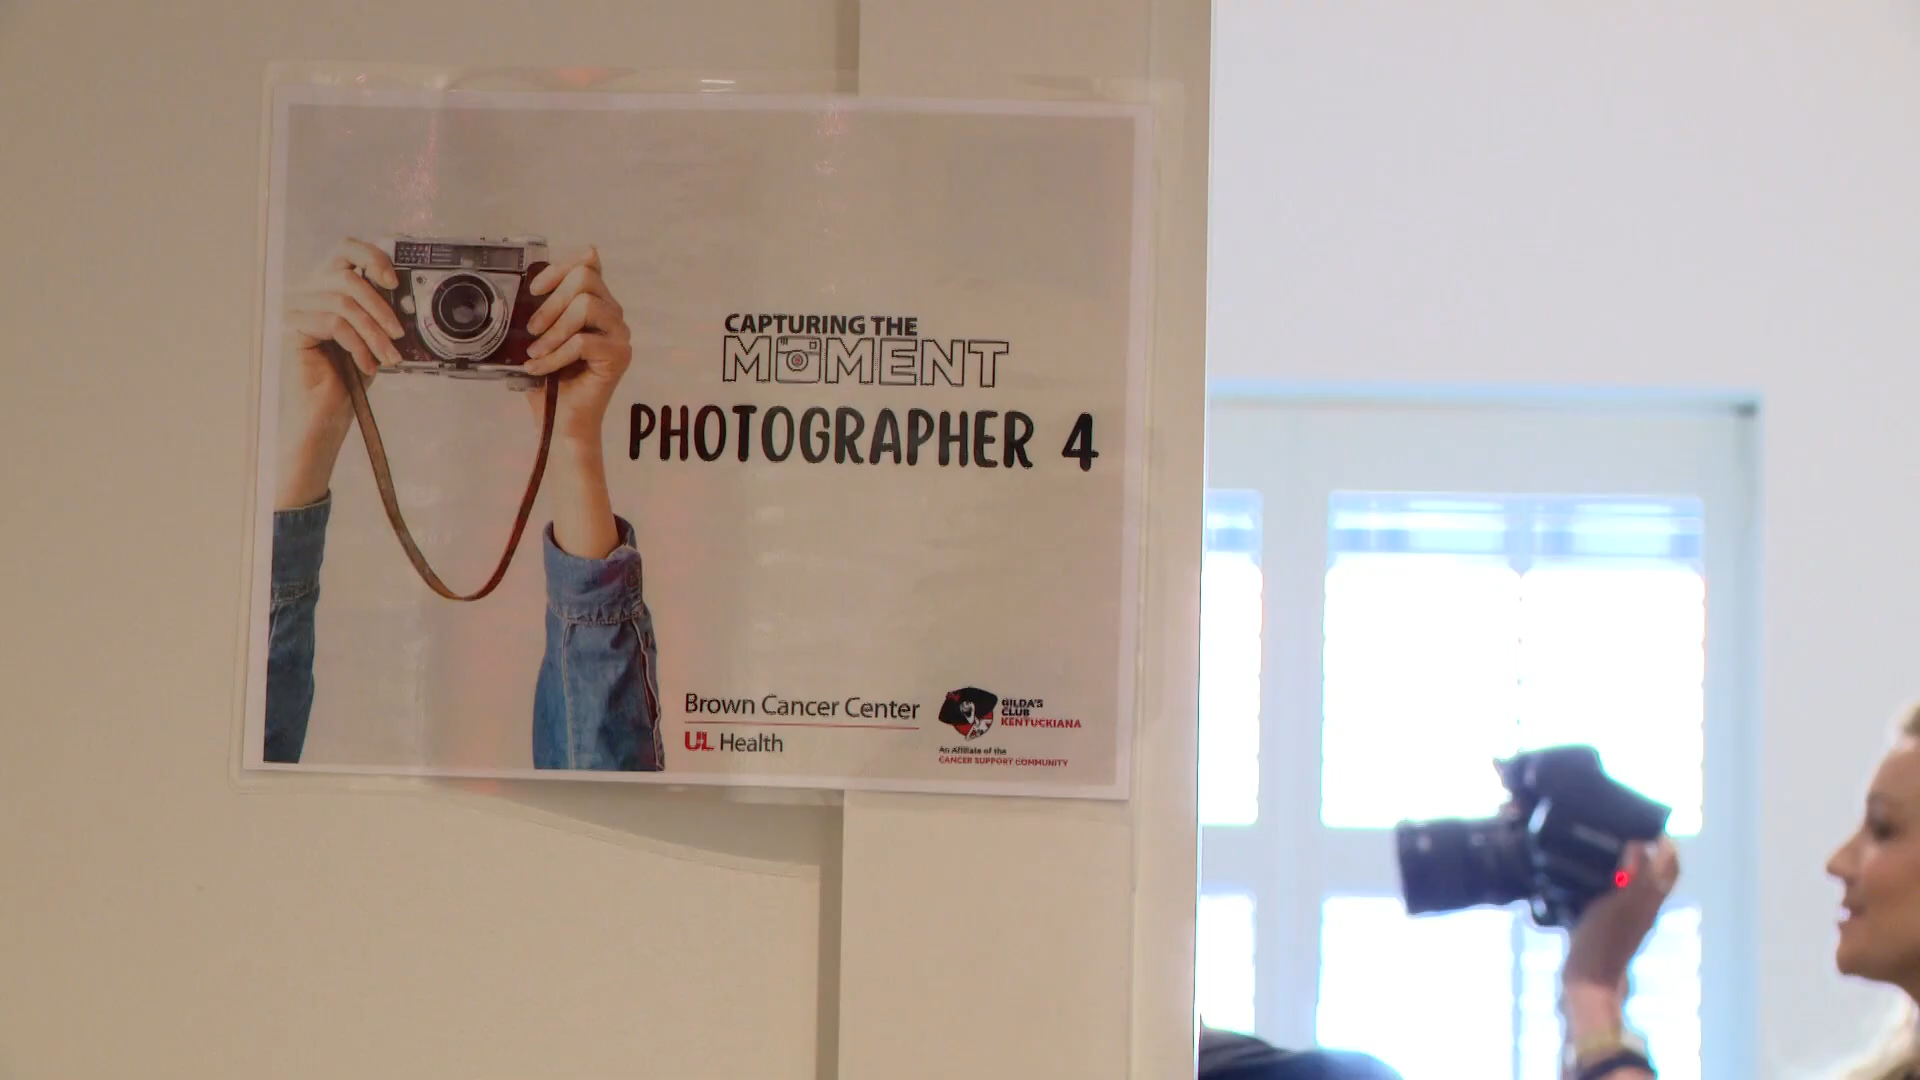 CAPTURING THE
MOMENT
PHOTOGRAPHER 4
Brown Cancer Center
UL Health
GILDA'S
CLUB
KENTUCKIANA
An Affiliate of the
CANCER SUPPORT COMMUNITY